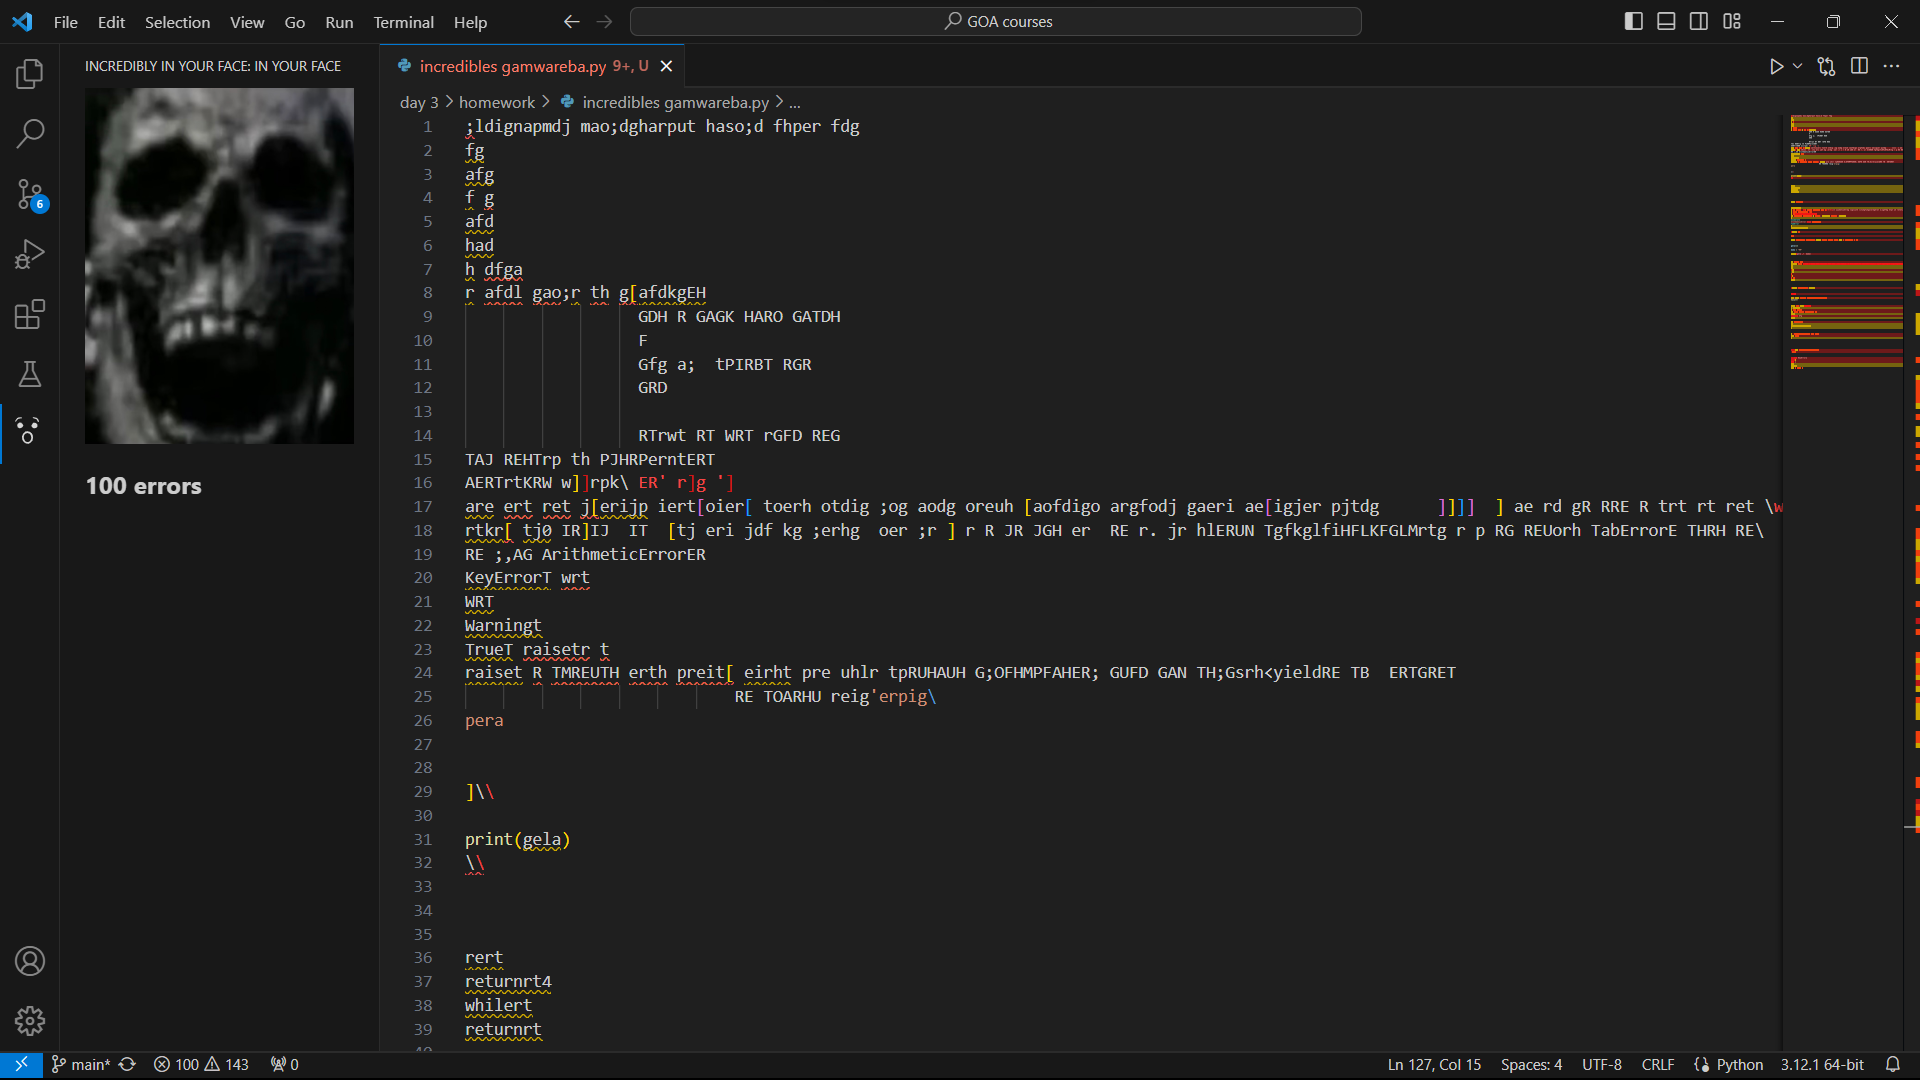 File Edit Selection View Go Run Terminal Help GOA courses
INCREDIBLY IN YOUR FACE: IN YOUR FACE
100 errors
incredibles gamwareba.py 9+, U
day 3 > homework > incredibles gamwareba.py > ...
1 ;ldignapmdj mao;dgharput haso;d fhper fdg
2 fg
3 afg
4 f g
5 afd
6 had
7 h dfga
8 r afdl gao;r th g[afdkgEH
9 GDH R GAGK HARO GATDH
10 F
11 Gfg a;  tPIRBT RGR
12 GRD
13
14 RTrwt RT WRT rGFD REG
15 TAJ REHTrp th PJHRPerntERT
16 AERTrtKRW w]]rpk\ ER' r]g ']
17 are ert ret j[erijp iert[oier[ toerh otdig ;og aodg oreuh [aofdigo argfodj gaeri ae[igjer pjtdg      ]]]]  ] ae rd gR RRE R trt rt ret \w
18 rtkr[ tj0 IR]IJ  IT  [tj eri jdf kg ;erhg  oer ;r ] r R JR JGH er  RE r. jr hlERUN TgfkglfiHFLKFGLMrtg r p RG REUorh TabErrorE THRH RE\
19 RE ;,AG ArithmeticErrorER
20 KeyErrorT wrt
21 WRT
22 Warningt
23 TrueT raisetr t
24 raiset R TMREUTH erth preit[ eirht pre uhlr tpRUHAUH G;OFHMPFAHER; GUFD GAN TH;Gsrh<yieldRE TB  ERTGRET
25 RE TOARHU reig'erpig\
26 pera
27
28
29 ]\\
30
31 print(gela)
32 \\
33
34
35
36 rert
37 returnrt4
38 whilert
39 returnrt
6
main* 100 143 0 Ln 127, Col 15 Spaces: 4 UTF-8 CRLF Python 3.12.1 64-bit